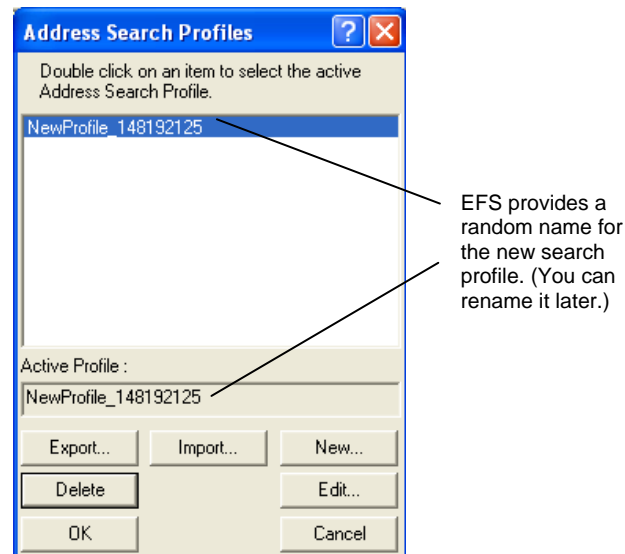 Address Search Profiles
Double click on an item to select the active
Address Search Profile.
NewProfile_148192125
EFS provides a
random name for
the new search
profile. (You can
rename it later.)
Active Profile :
NewProfile_148192125
Export... Import... New...
Delete Edit...
OK Cancel